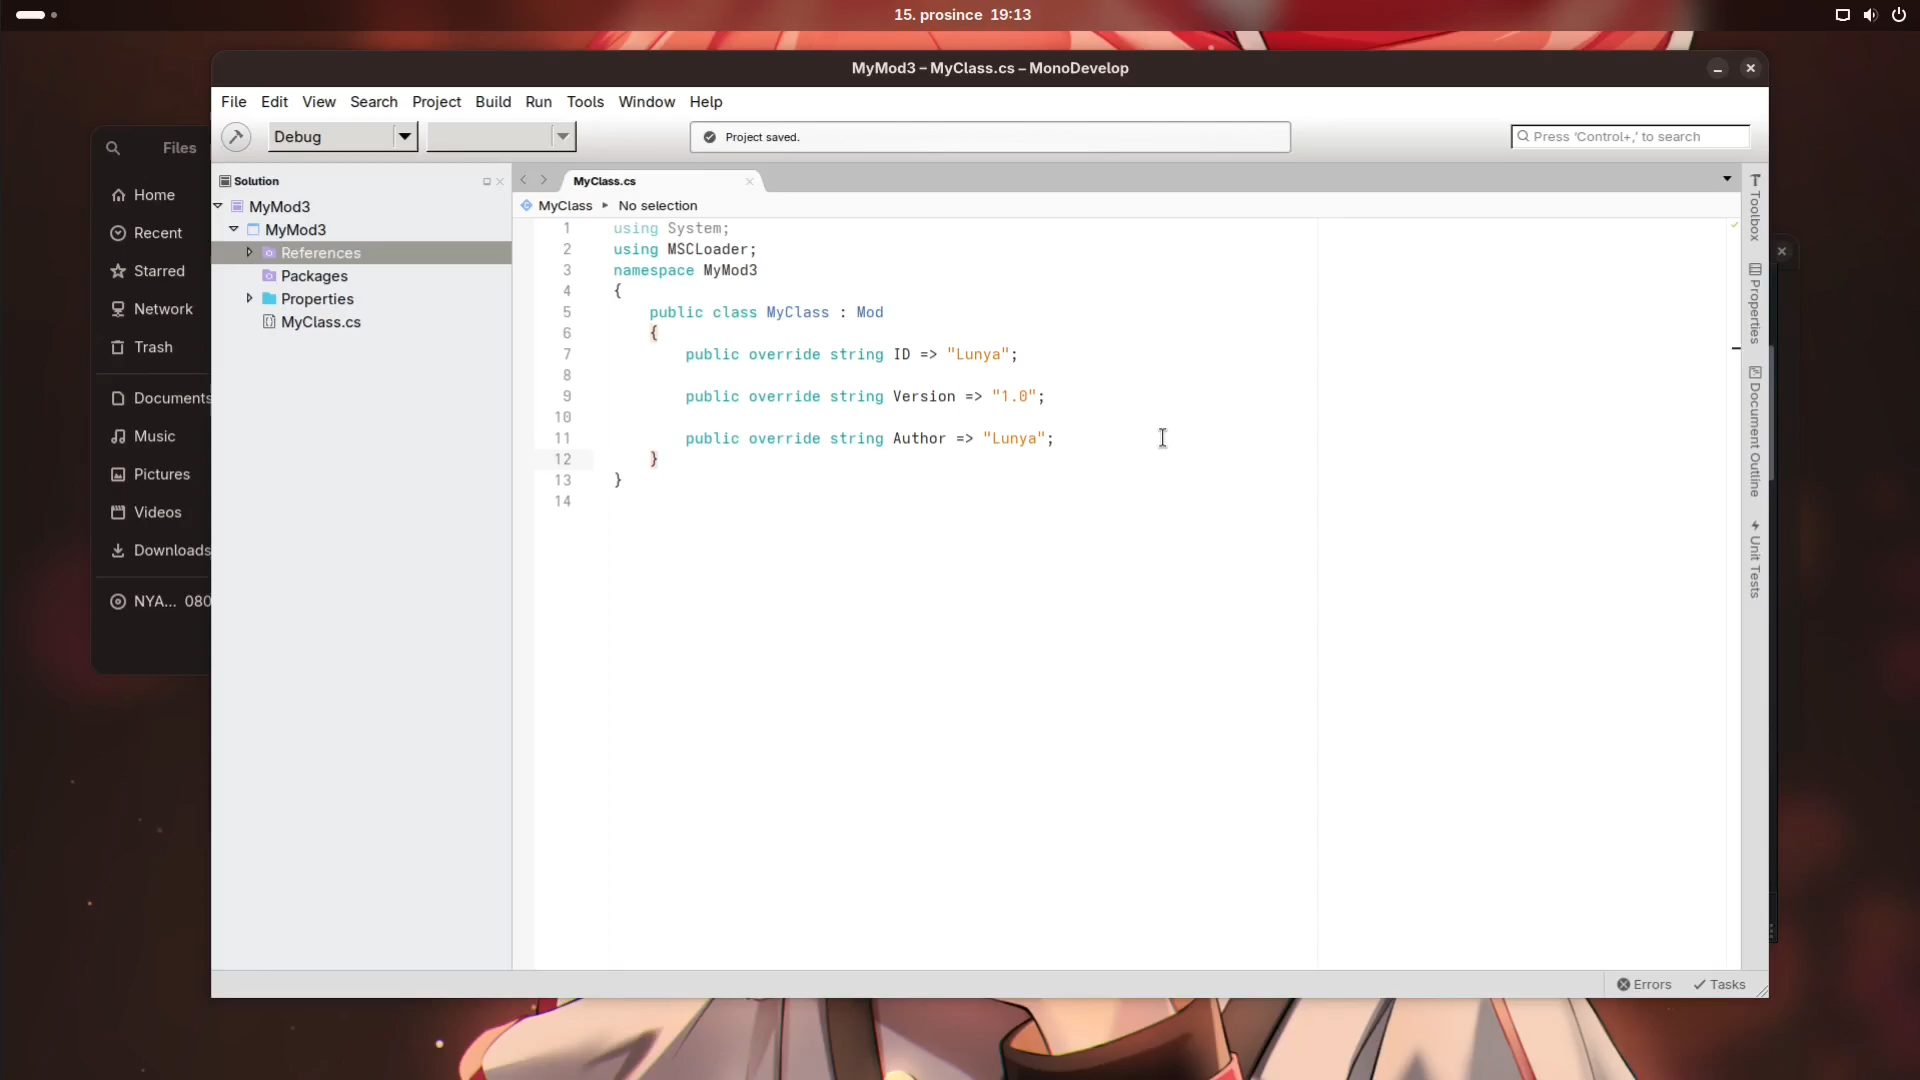 15. prosince 19:13
MyMod3 – MyClass.cs – MonoDevelop
File Edit View Search Project Build Run Tools Window Help
Debug
Project saved.
Press 'Control+,' to search
Files
Home
Recent
Starred
Network
Trash
Documents
Music
Pictures
Videos
Downloads
NYA... 080
Solution
MyMod3
MyMod3
References
Packages
Properties
MyClass.cs
MyClass.cs
MyClass ▸ No selection
1 using System;
2 using MSCLoader;
3 namespace MyMod3
4 {
5 public class MyClass : Mod
6 {
7 public override string ID => "Lunya";
8
9 public override string Version => "1.0";
10
11 public override string Author => "Lunya";
12 }
13 }
14
Toolbox
Properties
Document Outline
Unit Tests
Errors Tasks